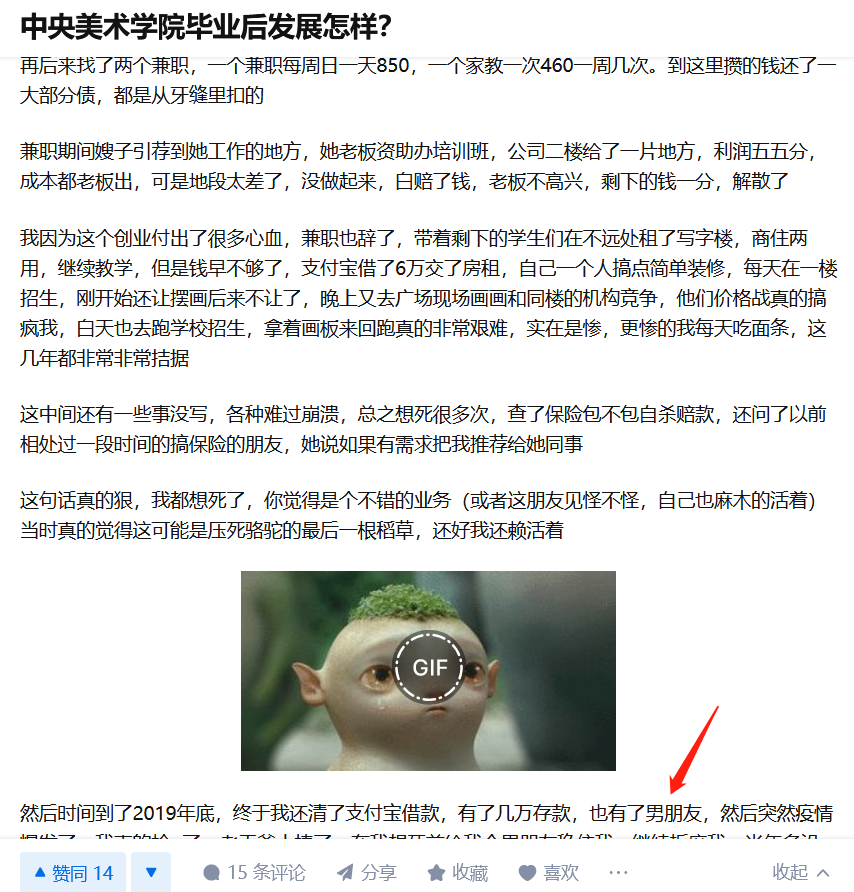 中央美术学院毕业后发展怎样？
再后来找了两个兼职，一个兼职每周日一天850，一个家教一次460一周几次。到这里攒的钱还了一
大部分债，都是从牙缝里扣的
兼职期间嫂子引荐到她工作的地方，她老板资助办培训班，公司二楼给了一片地方，利润五五分，
成本都老板出，可是地段太差了，没做起来，白赔了钱，老板不高兴，剩下的钱一分，解散了
我因为这个创业付出了很多心血，兼职也辞了，带着剩下的学生们在不远处租了写字楼，商住两
用，继续教学，但是钱早不够了，支付宝借了6万交了房租，自己一个人搞点简单装修，每天在一楼
招生，刚开始还让摆画后来不让了，晚上又去广场现场画画和同楼的机构竞争，他们价格战真的搞
疯我，白天也去跑学校招生，拿着画板来回跑真的非常艰难，实在是惨，更惨的我每天吃面条，这
几年都非常非常拮据
这中间还有一些事没写，各种难过崩溃，总之想死很多次，查了保险包不包自杀赔款，还问了以前
相处过一段时间的搞保险的朋友，她说如果有需求把我推荐给她同事
这句话真的狠，我都想死了，你觉得是个不错的业务（或者这朋友见怪不怪，自己也麻木的活着）
当时真的觉得这可能是压死骆驼的最后一根稻草，还好我还赖活着
GIF
然后时间到了2019年底，终于我还清了支付宝借款，有了几万存款，也有了男朋友，然后突然疫情
赞同 14
15 条评论
分享
收藏
喜欢
收起